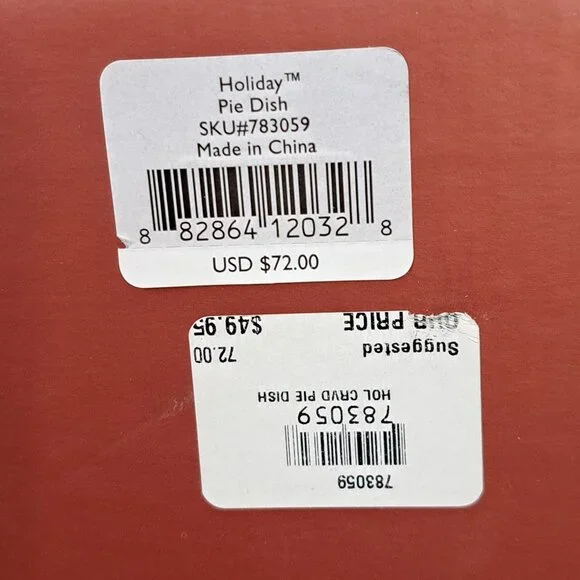 Holiday™
Pie Dish
SKU#783059
Made in China
8 82864 12032 8
USD $72.00
783059
783059
HOL CRVD PIE DISH
Suggested 72.00
OUR PRICE $49.95